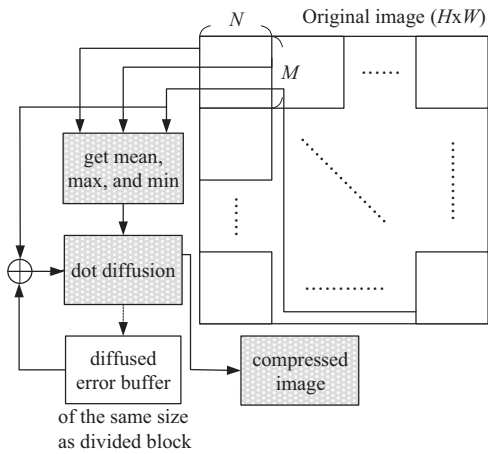 Original image (HxW)
N
M
......
get mean,
max, and min
dot diffusion
diffused
error buffer
of the same size
as divided block
compressed
image